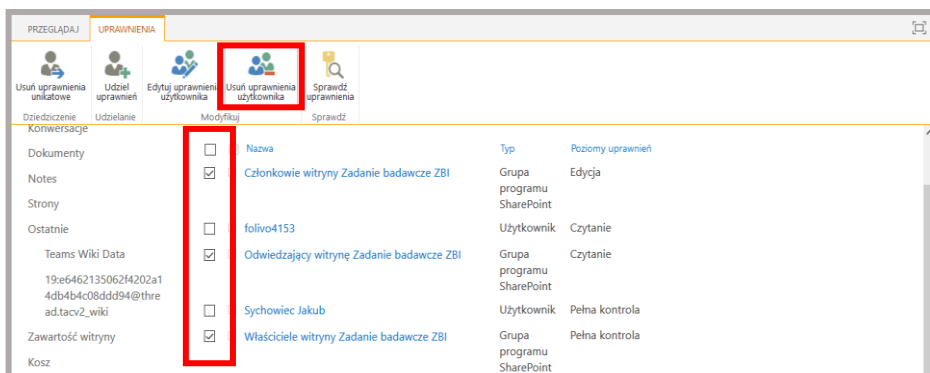 PRZEGLĄDAJ UPRAWNIENIA
Usuń uprawnienia unikatowe
Udziel uprawnień
Edytuj uprawnieni użytkownika
Usuń uprawnienia użytkownika
Sprawdź uprawnienia
Dziedziczenie Udzielanie Modyfikuj Sprawdź
Konwersacje
Dokumenty
Notes
Strony
Ostatnie
Teams Wiki Data
19:e6462135062f4202a1
4db4b4c08ddd94@thre
ad.tacv2_wiki
Zawartość witryny
Kosz
Nazwa Typ Poziomy uprawnień
Członkowie witryny Zadanie badawcze ZBI Grupa Edycja
programu
SharePoint
folivo4153 Użytkownik Czytanie
Odwiedzający witrynę Zadanie badawcze ZBI Grupa Czytanie
programu
SharePoint
Sychowiec Jakub Użytkownik Pełna kontrola
Właściciele witryny Zadanie badawcze ZBI Grupa Pełna kontrola
programu
SharePoint